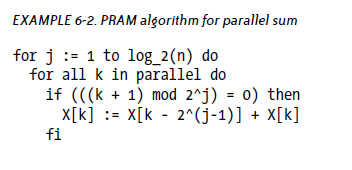 EXAMPLE 6-2. PRAM algorithm for parallel sum
for j := 1 to log_2(n) do
for all k in parallel do
if (((k + 1) mod 2^j) = 0) then
X[k] := X[k - 2^(j-1)] + X[k]
fi